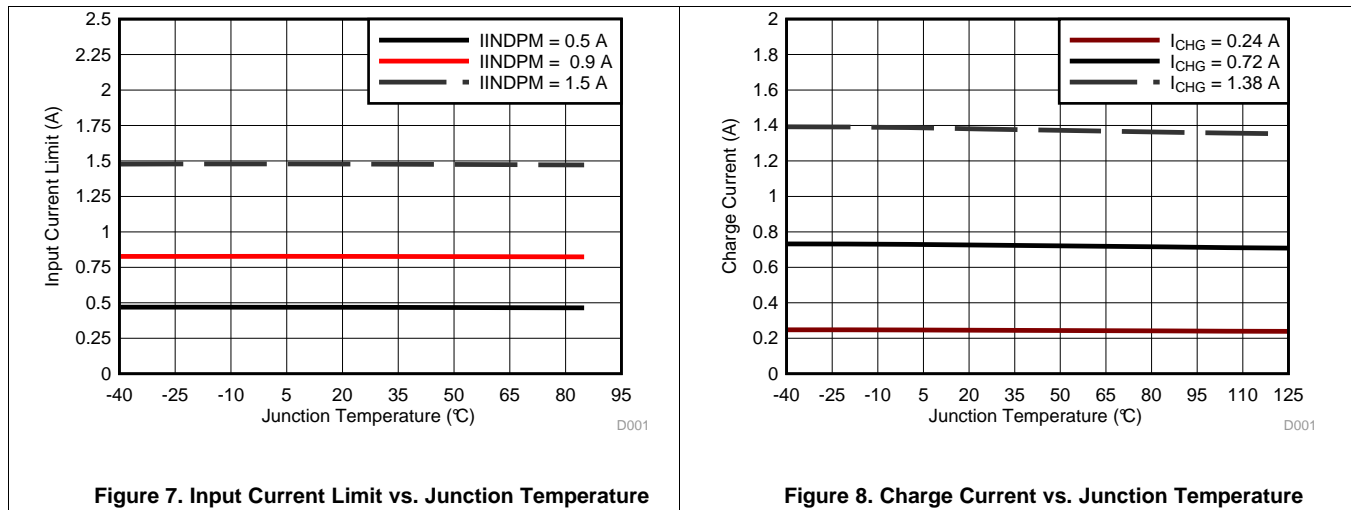 2.5
2.25
2
1.75
1.5
1.25
1
0.75
0.5
0.25
0
Input Current Limit (A)
IINDPM = 0.5 A
IINDPM = 0.9 A
IINDPM = 1.5 A
-40 -25 -10 5 20 35 50 65 80 95
Junction Temperature (°C)
D001
Figure 7. Input Current Limit vs. Junction Temperature
2
1.8
1.6
1.4
1.2
1
0.8
0.6
0.4
0.2
0
Charge Current (A)
ICHG = 0.24 A
ICHG = 0.72 A
ICHG = 1.38 A
-40 -25 -10 5 20 35 50 65 80 95 110 125
Junction Temperature (°C)
D001
Figure 8. Charge Current vs. Junction Temperature